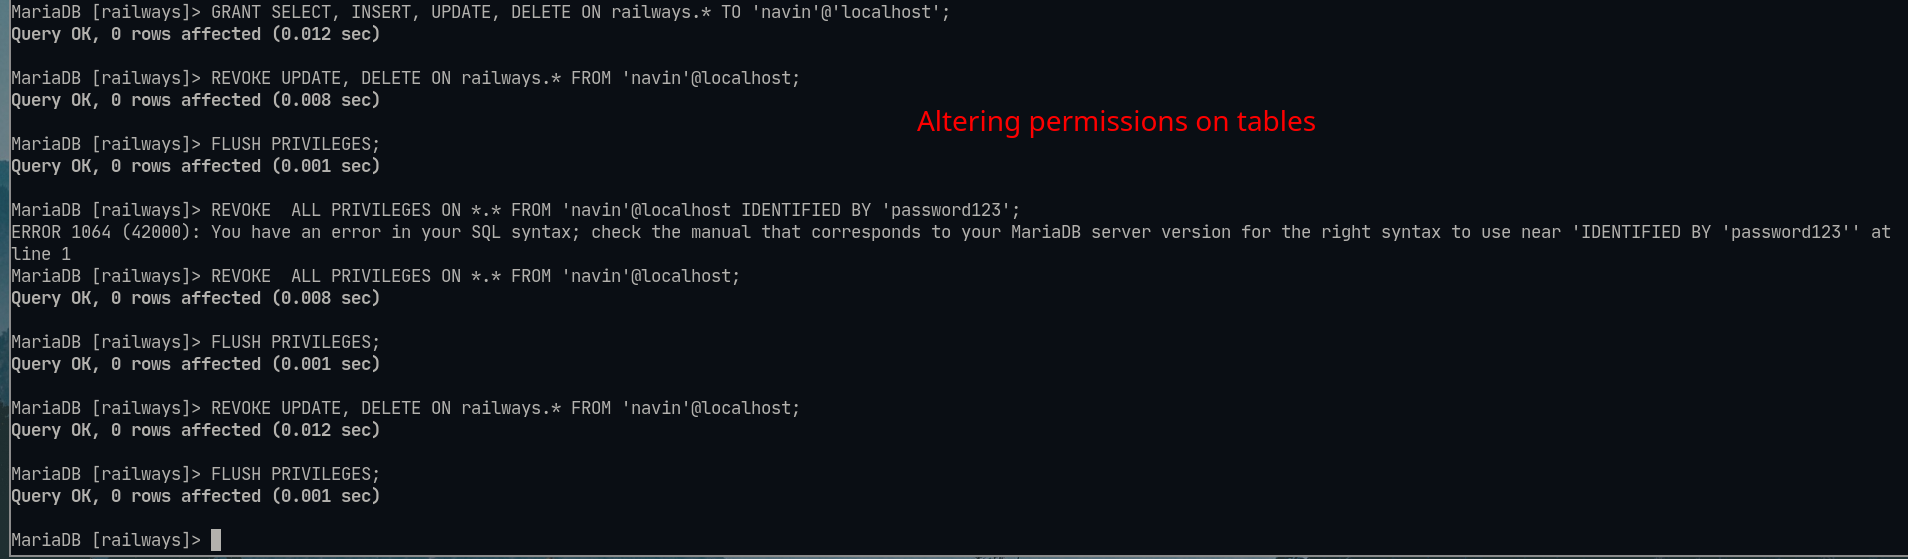 MariaDB [railways]> GRANT SELECT, INSERT, UPDATE, DELETE ON railways.* TO 'navin'@'localhost';
Query OK, 0 rows affected (0.012 sec)
MariaDB [railways]> REVOKE UPDATE, DELETE ON railways.* FROM 'navin'@localhost;
Query OK, 0 rows affected (0.008 sec)
Altering permissions on tables
MariaDB [railways]> FLUSH PRIVILEGES;
Query OK, 0 rows affected (0.001 sec)
MariaDB [railways]> REVOKE  ALL PRIVILEGES ON *.* FROM 'navin'@localhost IDENTIFIED BY 'password123';
ERROR 1064 (42000): You have an error in your SQL syntax; check the manual that corresponds to your MariaDB server version for the right syntax to use near 'IDENTIFIED BY 'password123'' at
line 1
MariaDB [railways]> REVOKE  ALL PRIVILEGES ON *.* FROM 'navin'@localhost;
Query OK, 0 rows affected (0.008 sec)
MariaDB [railways]> FLUSH PRIVILEGES;
Query OK, 0 rows affected (0.001 sec)
MariaDB [railways]> REVOKE UPDATE, DELETE ON railways.* FROM 'navin'@localhost;
Query OK, 0 rows affected (0.012 sec)
MariaDB [railways]> FLUSH PRIVILEGES;
Query OK, 0 rows affected (0.001 sec)
MariaDB [railways]>